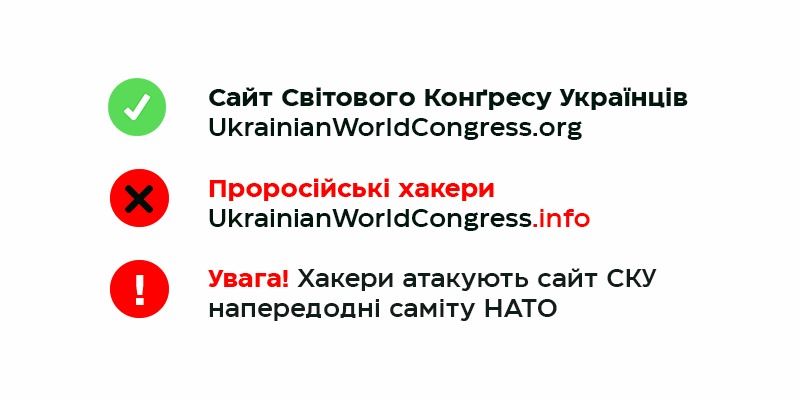 Сайт Світового Конґресу Українців
UkrainianWorldCongress.org
Проросійські хакери
UkrainianWorldCongress.info
Увага! Хакери атакують сайт СКУ
напередодні саміту НАТО